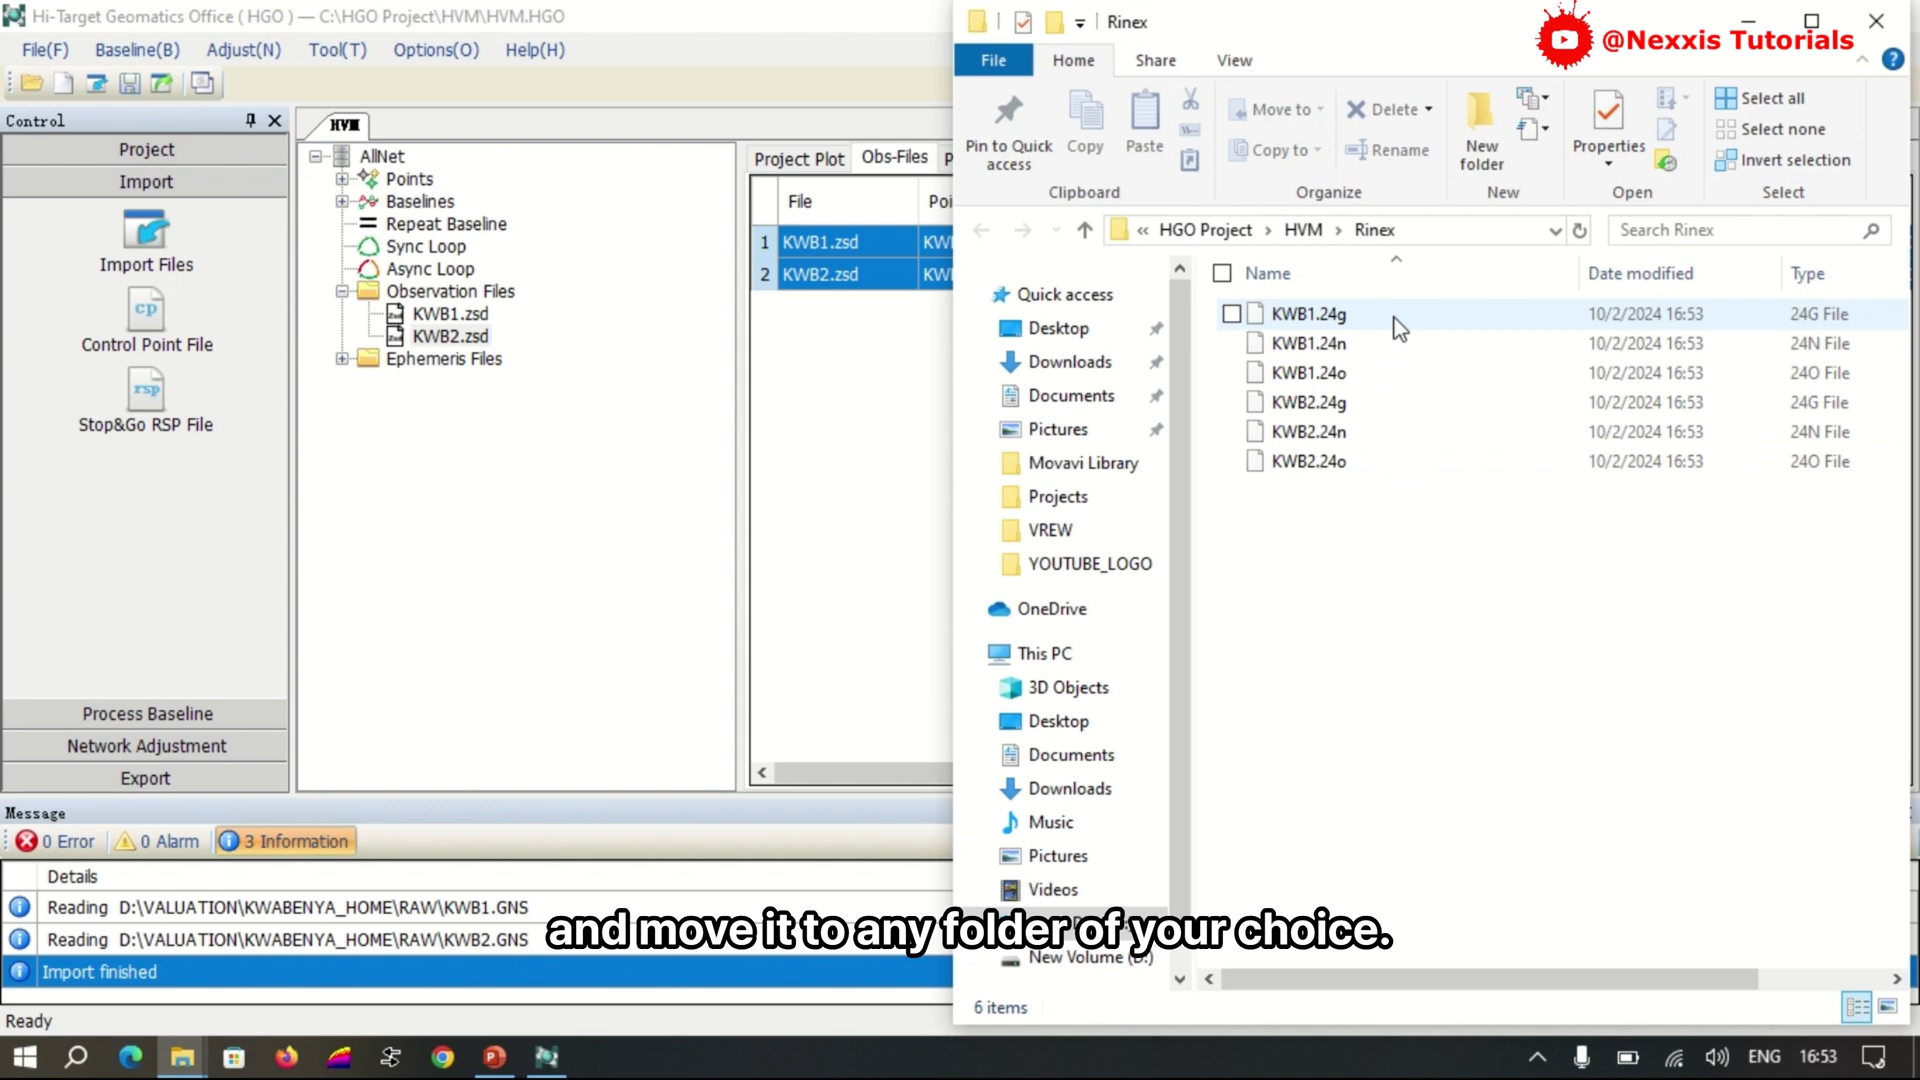 Hi-Target Geomatics Office ( HGO ) — C:\HGO Project\HVM\HVM.HGO
File(F) Baseline(B) Adjust(N) Tool(T) Options(O) Help(H)
Control
Project
Import
Import Files
cp
Control Point File
rsp
Stop&Go RSP File
Process Baseline
Network Adjustment
Export
HVM
AllNet
Points
Baselines
Repeat Baseline
Sync Loop
Async Loop
Observation Files
KWB1.zsd
KWB2.zsd
Ephemeris Files
Project Plot Obs-Files P
File Poi
1 KWB1.zsd KW
2 KWB2.zsd KW
Rinex
@Nexxis Tutorials
File Home Share View
Pin to Quick access
Copy
Paste
Clipboard
Move to
Copy to
Delete
Rename
Organize
New folder
New
Properties
Open
Select all
Select none
Invert selection
Select
« HGO Project › HVM › Rinex
Search Rinex
Quick access
Desktop
Downloads
Documents
Pictures
Movavi Library
Projects
VREW
YOUTUBE_LOGO
OneDrive
This PC
3D Objects
Desktop
Documents
Downloads
Music
Pictures
Videos
New Volume (D:)
Name Date modified Type
KWB1.24g 10/2/2024 16:53 24G File
KWB1.24n 10/2/2024 16:53 24N File
KWB1.24o 10/2/2024 16:53 24O File
KWB2.24g 10/2/2024 16:53 24G File
KWB2.24n 10/2/2024 16:53 24N File
KWB2.24o 10/2/2024 16:53 24O File
6 items
Message
0 Error 0 Alarm 3 Information
Details
Reading D:\VALUATION\KWABENYA_HOME\RAW\KWB1.GNS
Reading D:\VALUATION\KWABENYA_HOME\RAW\KWB2.GNS
Import finished
and move it to any folder of your choice.
Ready
ENG 16:53